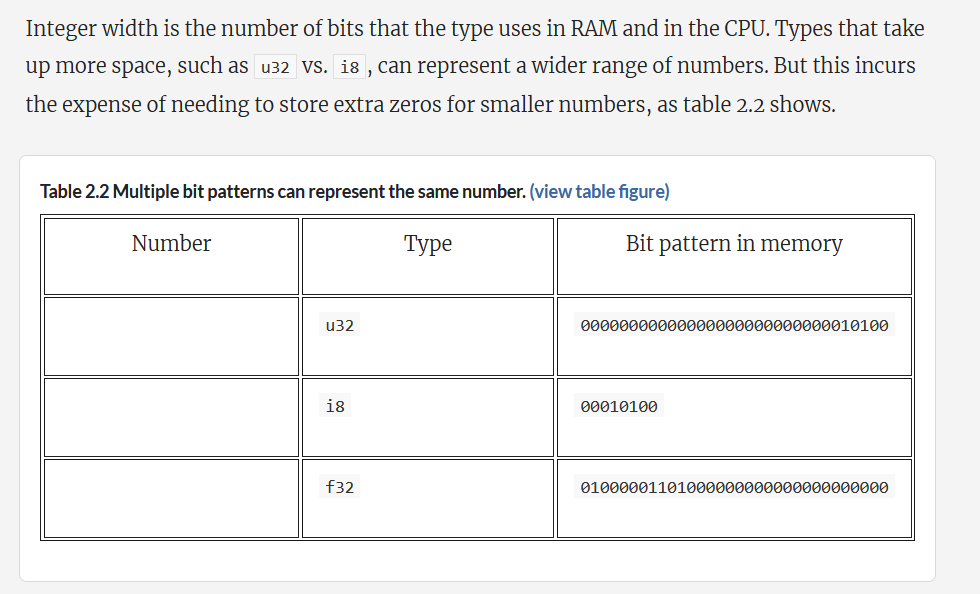 Integer width is the number of bits that the type uses in RAM and in the CPU. Types that take
up more space, such as u32 vs. i8, can represent a wider range of numbers. But this incurs
the expense of needing to store extra zeros for smaller numbers, as table 2.2 shows.
Table 2.2 Multiple bit patterns can represent the same number. (view table figure)
Number Type Bit pattern in memory
u32 00000000000000000000000000010100
i8 00010100
f32 01000001101000000000000000000000